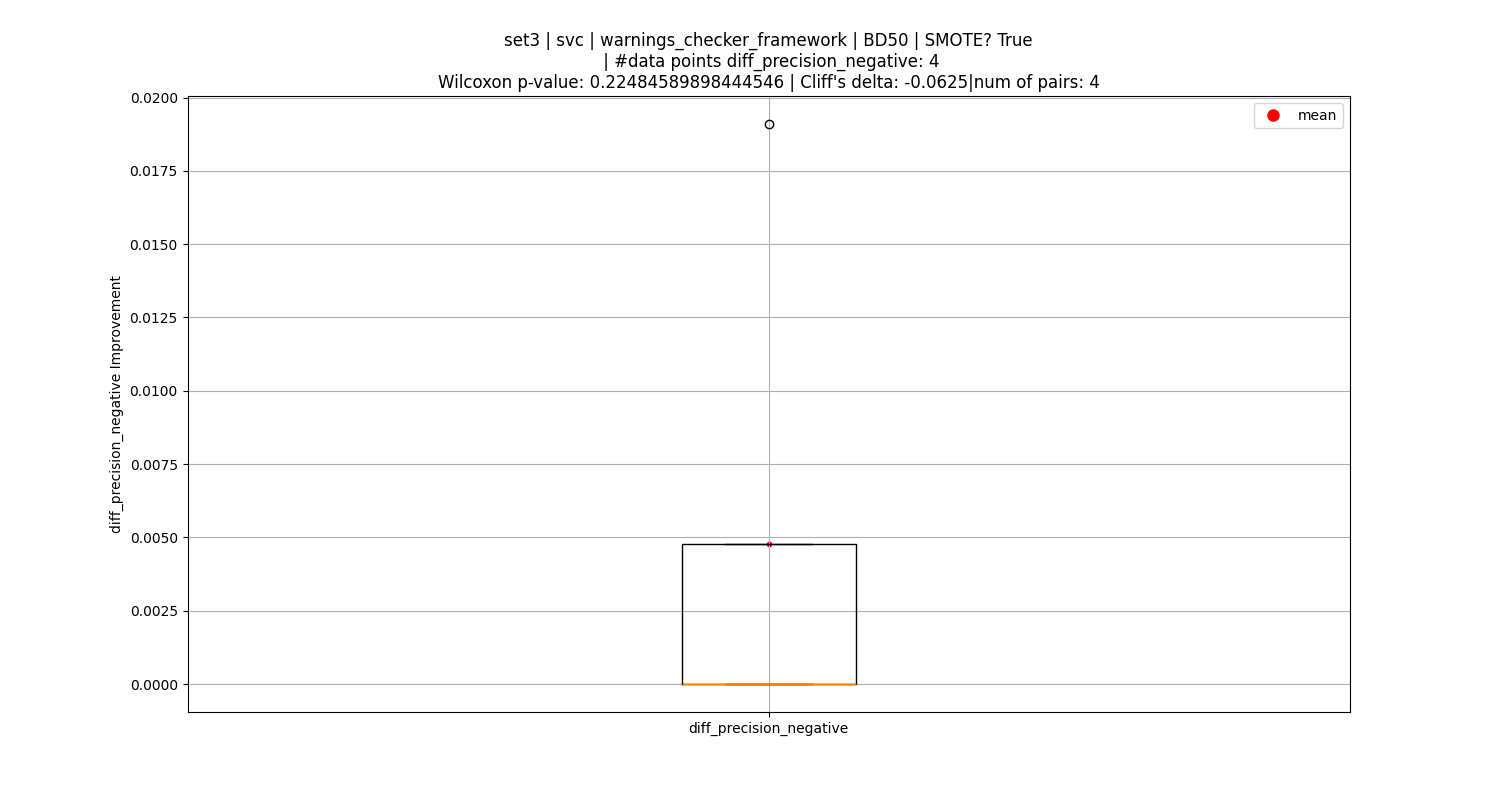 set3 | svc | warnings_checker_framework | BD50 | SMOTE? True
| #data points diff_precision_negative: 4
Wilcoxon p-value: 0.22484589898444546 | Cliff's delta: -0.0625|num of pairs: 4
mean
0.0200
0.0175
0.0150
0.0125
0.0100
0.0075
0.0050
0.0025
0.0000
diff_precision_negative Improvement
diff_precision_negative